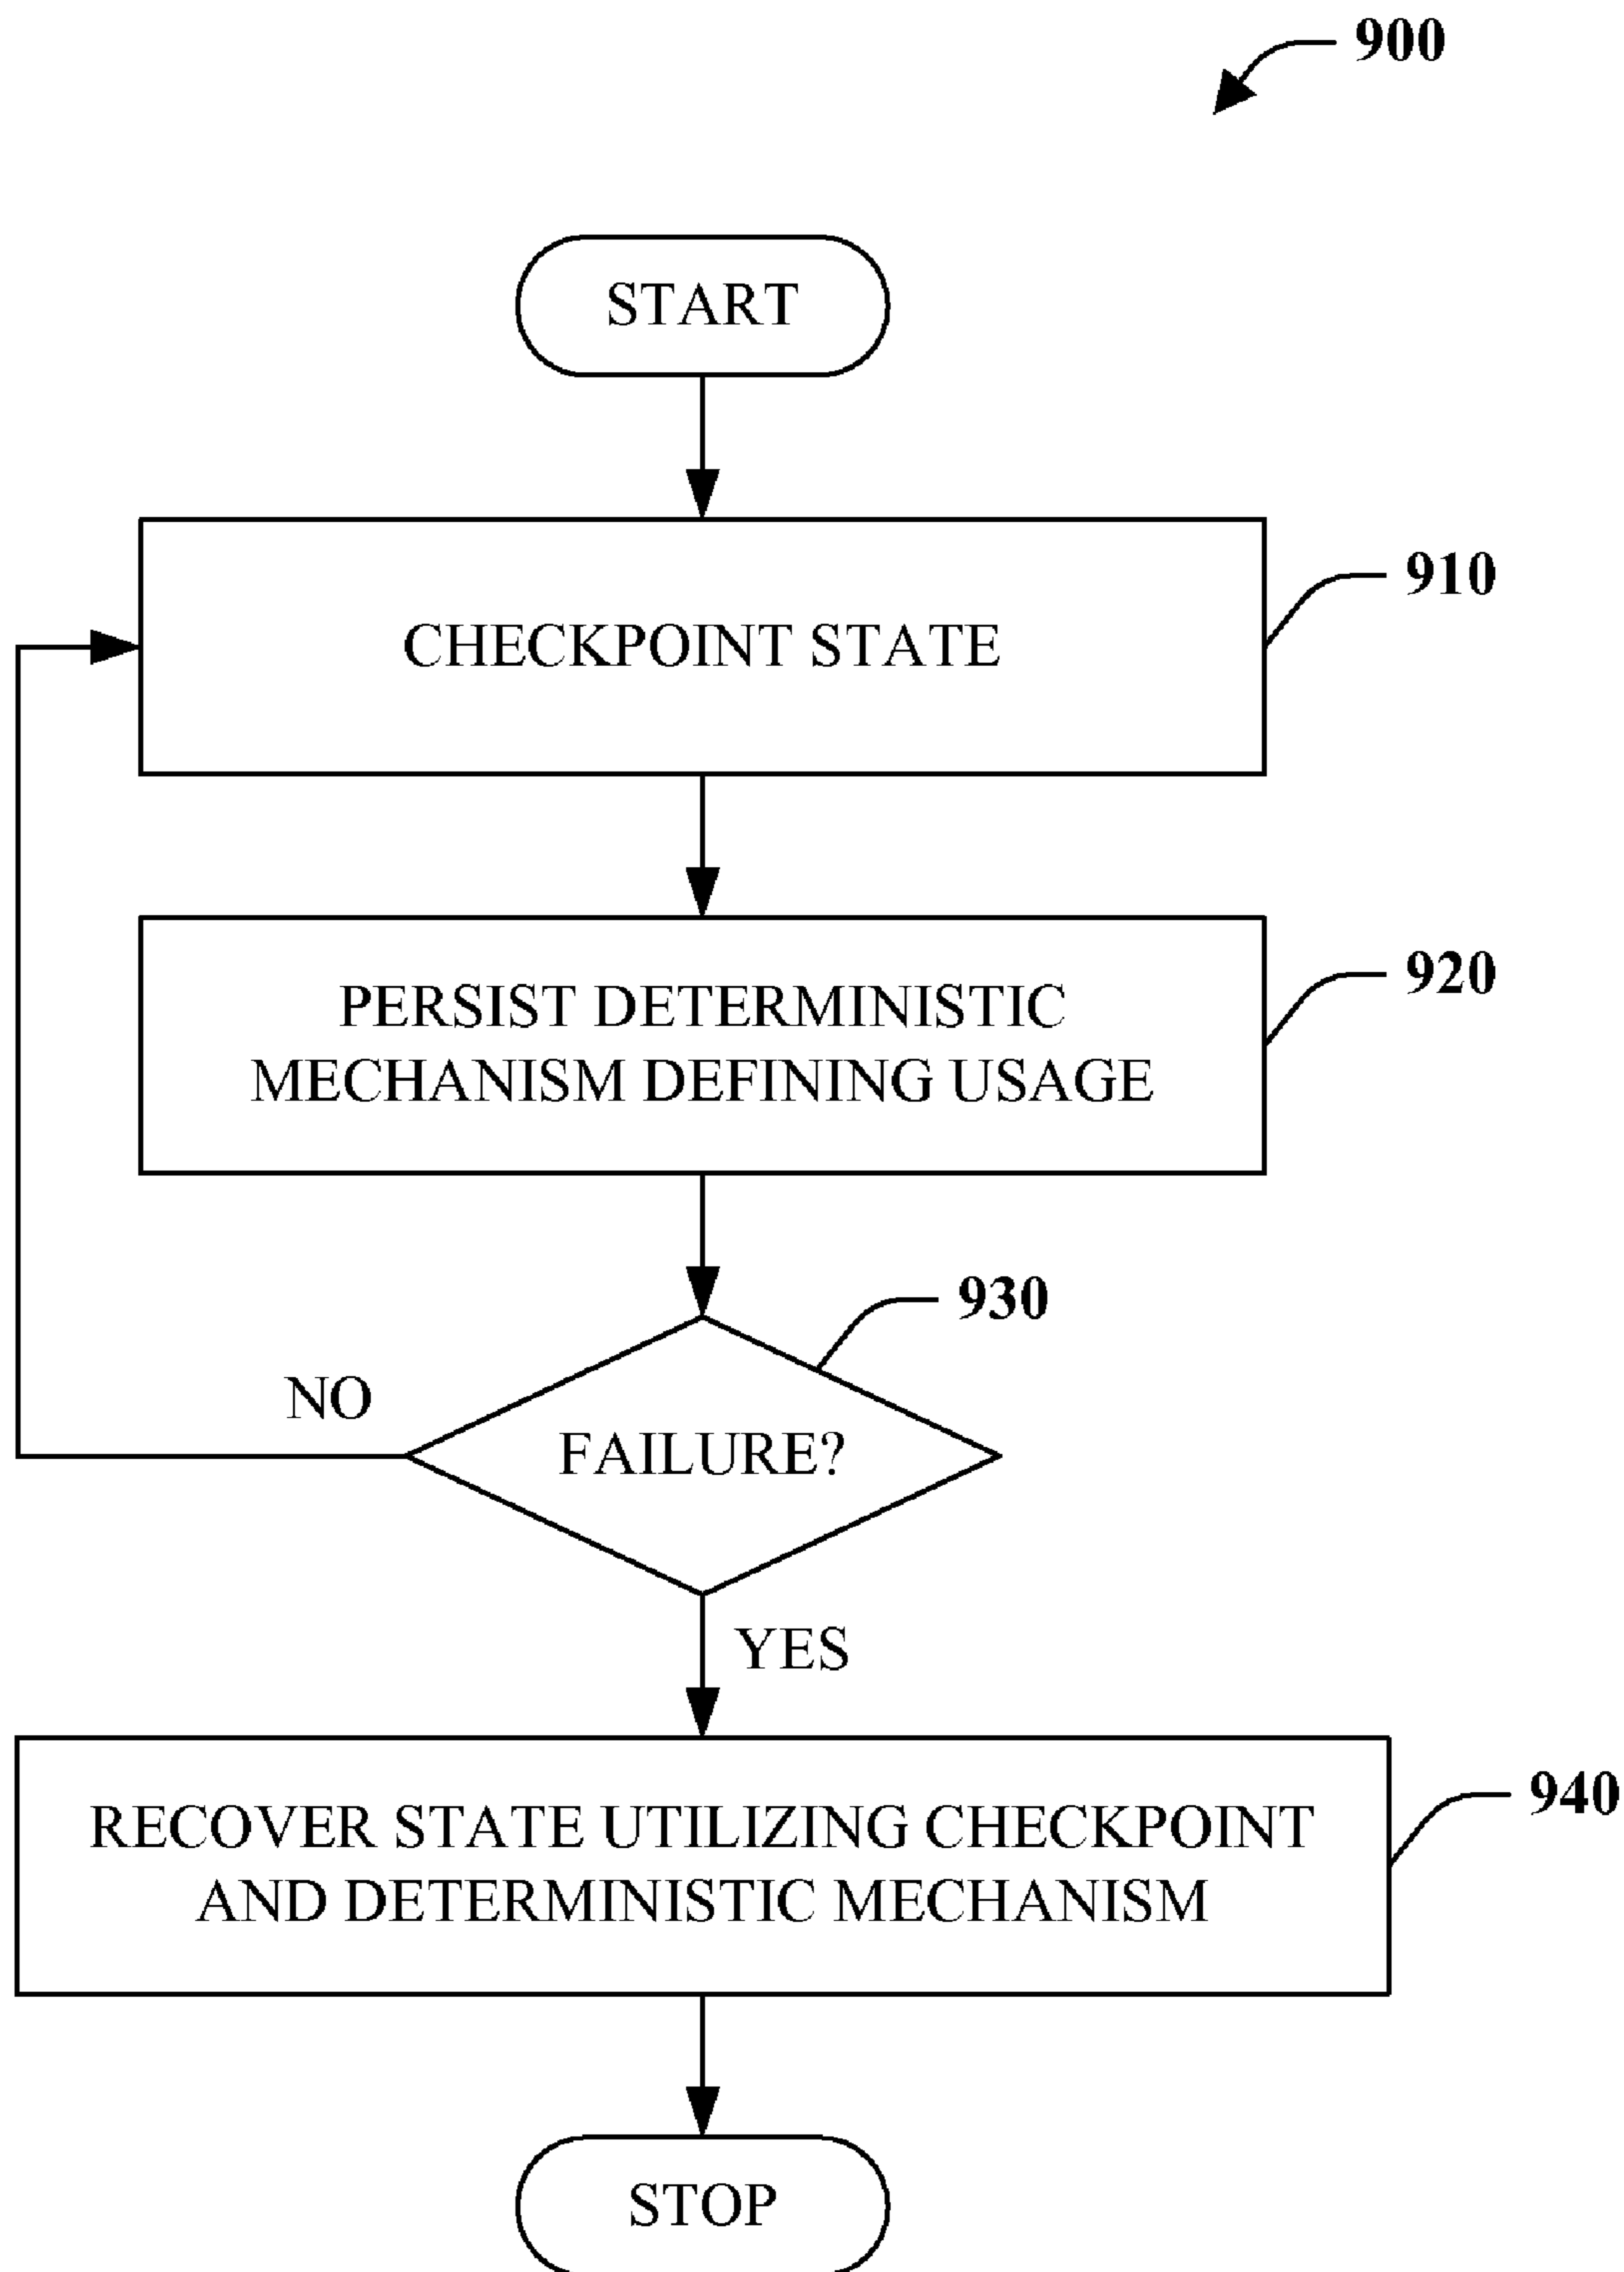 900
START
910
CHECKPOINT STATE
920
PERSIST DETERMINISTIC
MECHANISM DEFINING USAGE
930
NO
FAILURE?
YES
940
RECOVER STATE UTILIZING CHECKPOINT
AND DETERMINISTIC MECHANISM
STOP